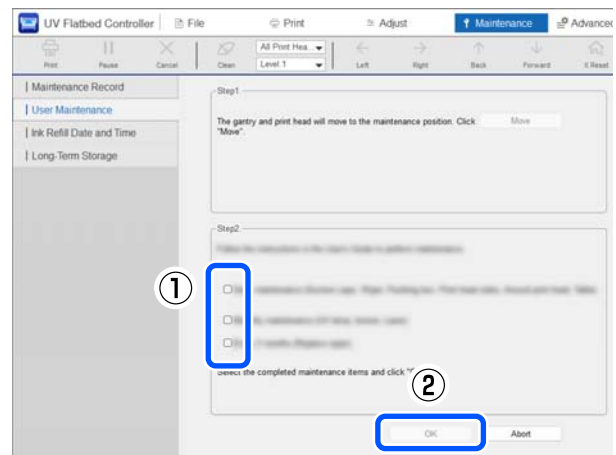 UV Flatbed Controller File Print Adjust Maintenance Advanced
All Print Hea...
Print Pause Cancel Clean Level 1 Left Right Back Forward X Reset
Maintenance Record
User Maintenance
Ink Refill Date and Time
Long-Term Storage
Step1
The gantry and print head will move to the maintenance position. Click
"Move".
Move
Step2
①
Select the completed maintenance items and click
②
OK Abort